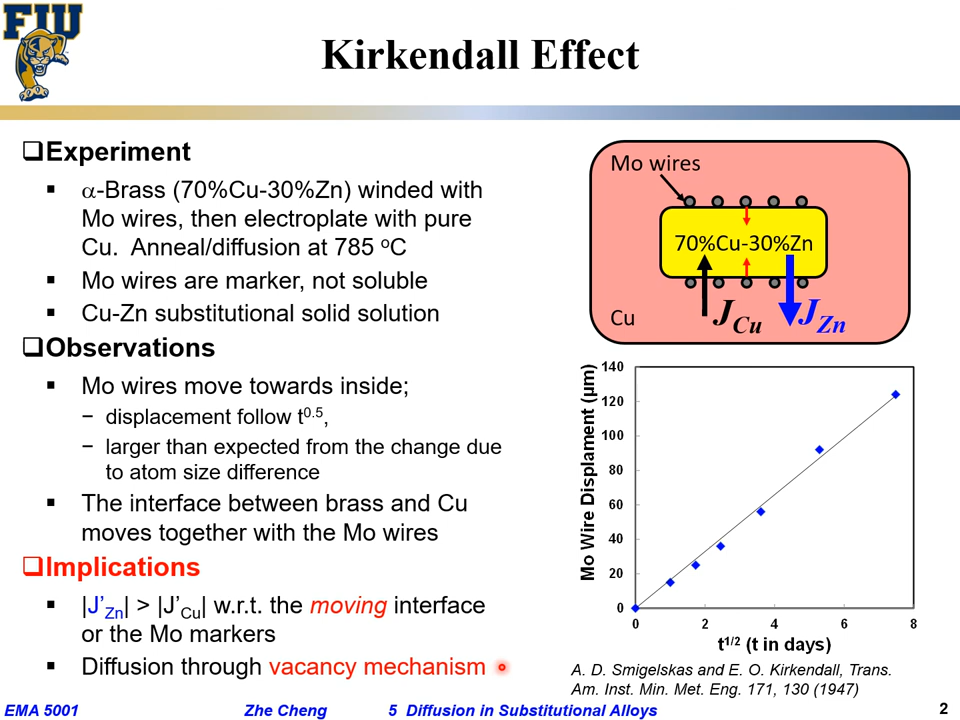 FIU
Kirkendall Effect
❑Experiment
▪ α-Brass (70%Cu-30%Zn) winded with
Mo wires, then electroplate with pure
Cu. Anneal/diffusion at 785 ºC
▪ Mo wires are marker, not soluble
▪ Cu-Zn substitutional solid solution
❑Observations
▪ Mo wires move towards inside;
− displacement follow t0.5,
− larger than expected from the change due
to atom size difference
▪ The interface between brass and Cu
moves together with the Mo wires
❑Implications
▪ |J’Zn| > |J’Cu| w.r.t. the moving interface
or the Mo markers
▪ Diffusion through vacancy mechanism
Mo wires
70%Cu-30%Zn
Cu
JCu
JZn
Mo Wire Displament (µm)
140
120
100
80
60
40
20
0
0 2 4 6 8
t1/2 (t in days)
A. D. Smigelskas and E. O. Kirkendall, Trans.
Am. Inst. Min. Met. Eng. 171, 130 (1947)
EMA 5001 Zhe Cheng 5 Diffusion in Substitutional Alloys 2